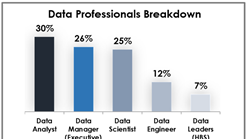 Data Professionals Breakdown
30%
26%
25%
12%
7%
Data Data Data Data Data
Analyst Manager Scientist Engineer Leaders
(Executive) (HBS)